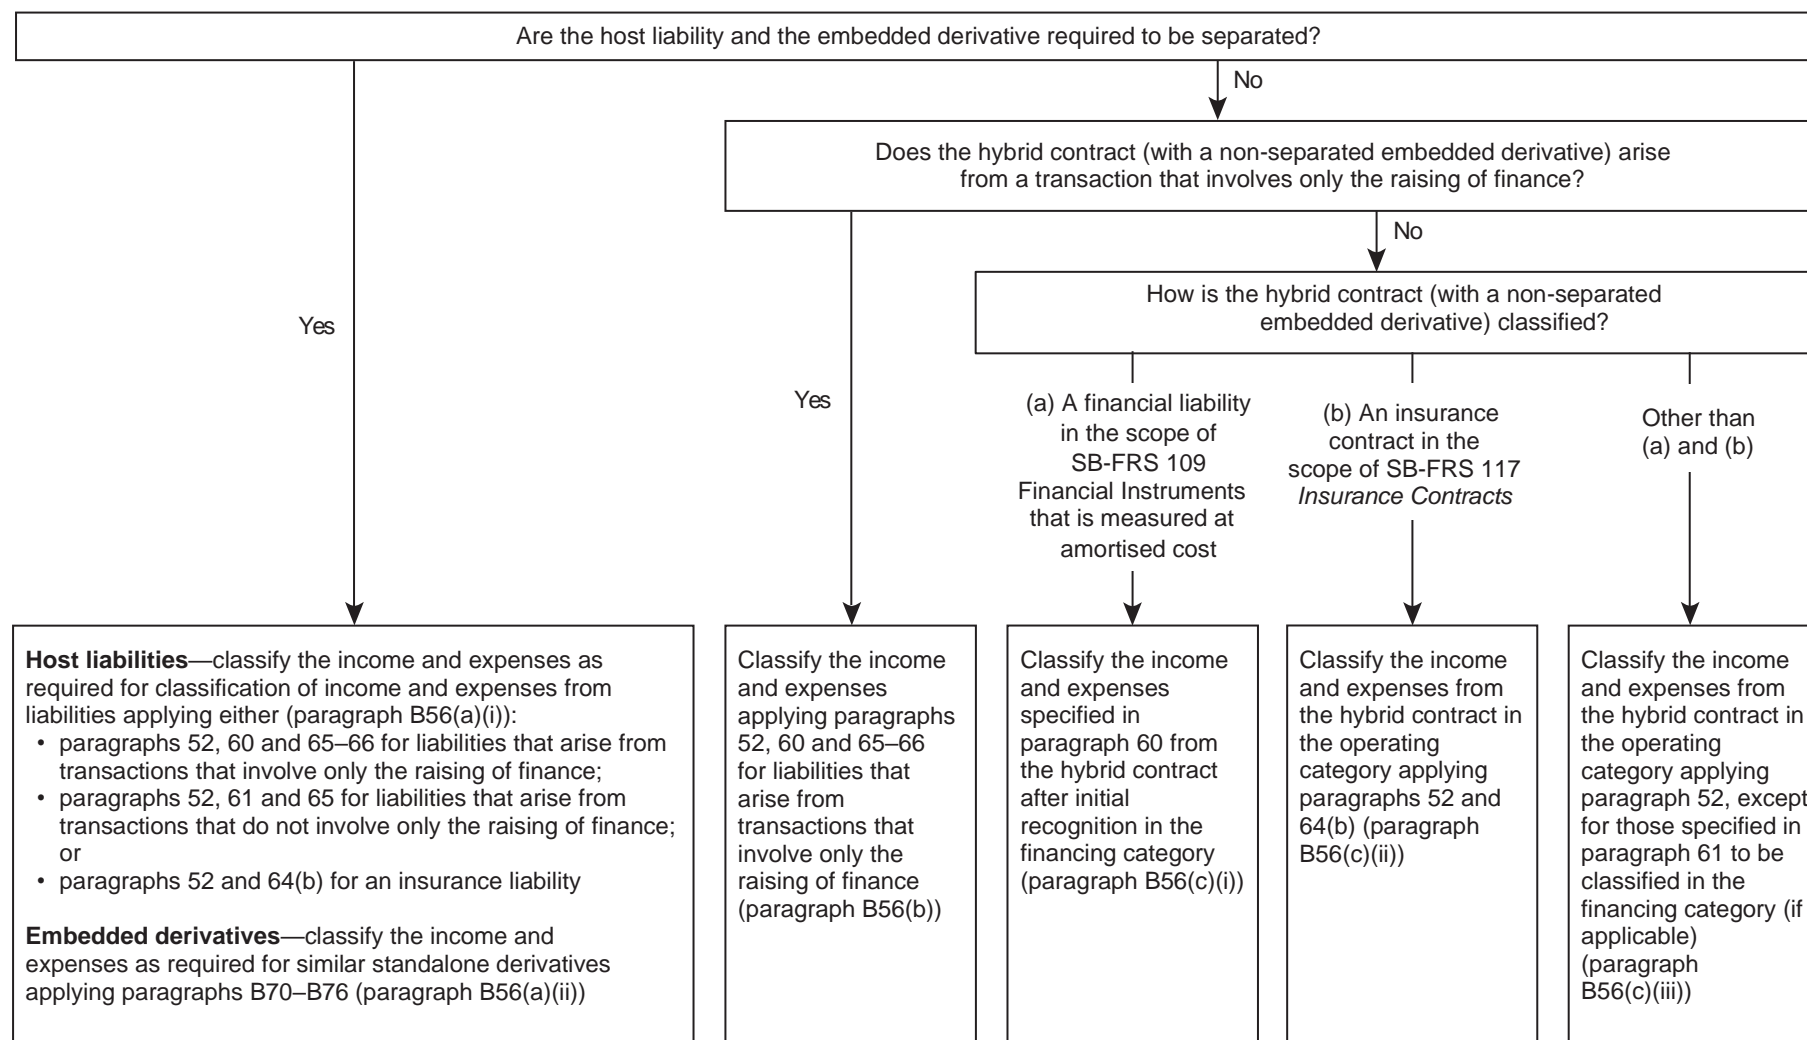 Are the host liability and the embedded derivative required to be separated?
No
Does the hybrid contract (with a non-separated embedded derivative) arise
from a transaction that involves only the raising of finance?
No
How is the hybrid contract (with a non-separated
embedded derivative) classified?
Yes
Yes
(a) A financial liability
in the scope of
SB-FRS 109
Financial Instruments
that is measured at
amortised cost
(b) An insurance
contract in the
scope of SB-FRS 117
Insurance Contracts
Other than
(a) and (b)
Host liabilities—classify the income and expenses as
required for classification of income and expenses from
liabilities applying either (paragraph B56(a)(i)):
• paragraphs 52, 60 and 65–66 for liabilities that arise from
transactions that involve only the raising of finance;
• paragraphs 52, 61 and 65 for liabilities that arise from
transactions that do not involve only the raising of finance;
or
• paragraphs 52 and 64(b) for an insurance liability
Embedded derivatives—classify the income and
expenses as required for similar standalone derivatives
applying paragraphs B70–B76 (paragraph B56(a)(ii))
Classify the income
and expenses
applying paragraphs
52, 60 and 65–66
for liabilities that
arise from
transactions that
involve only the
raising of finance
(paragraph B56(b))
Classify the income
and expenses
specified in
paragraph 60 from
the hybrid contract
after initial
recognition in the
financing category
(paragraph B56(c)(i))
Classify the income
and expenses from
the hybrid contract in
the operating
category applying
paragraphs 52 and
64(b) (paragraph
B56(c)(ii))
Classify the income
and expenses from
the hybrid contract in
the operating
category applying
paragraph 52, except
for those specified in
paragraph 61 to be
classified in the
financing category (if
applicable)
(paragraph
B56(c)(iii))